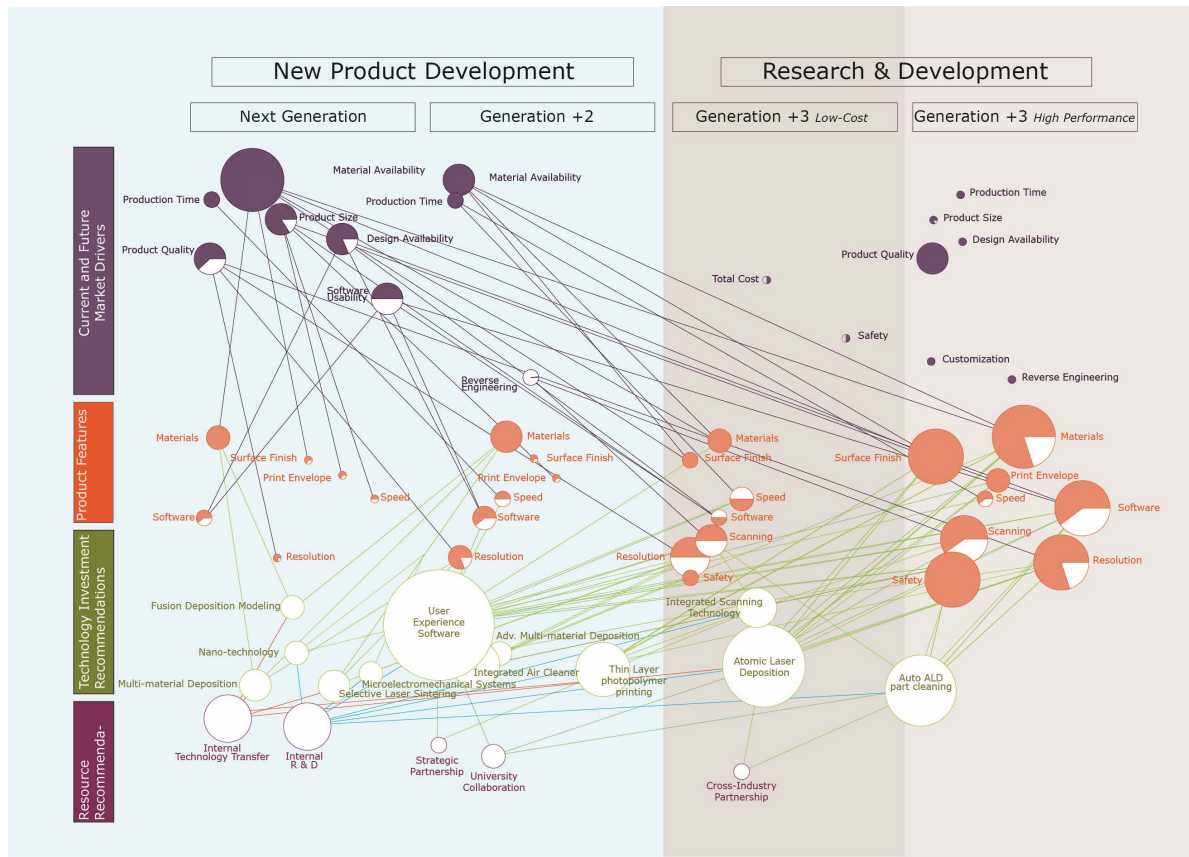 New Product Development
Research & Development
Next Generation
Generation +2
Generation +3 Low-Cost
Generation +3 High Performance
Current and Future
Market Drivers
Product Features
Technology Investment
Recommendations
Resource
Recommenda-
Production Time
Product Size
Product Quality
Design Availability
Software
Usability
Material Availability
Production Time
Material Availability
Reverse
Engineering
Total Cost
Safety
Production Time
Product Size
Design Availability
Product Quality
Customization
Reverse Engineering
Materials
Surface Finish
Print Envelope
Speed
Software
Resolution
Materials
Surface Finish
Print Envelope
Speed
Software
Resolution
Materials
Surface Finish
Speed
Software
Scanning
Resolution
Safety
Surface Finish
Materials
Print Envelope
Speed
Software
Scanning
Resolution
Safety
Fusion Deposition Modeling
Nano-technology
Multi-material Deposition
User
Experience
Software
Adv. Multi-material Deposition
Integrated Air Cleaner
Microelectromechanical Systems
Selective Laser Sintering
Thin Layer
photopolymer
printing
Integrated Scanning
Technology
Atomic Laser
Deposition
Auto ALD
part cleaning
Internal
Technology Transfer
Internal
R & D
Strategic
Partnership
University
Collaboration
Cross-Industry
Partnership